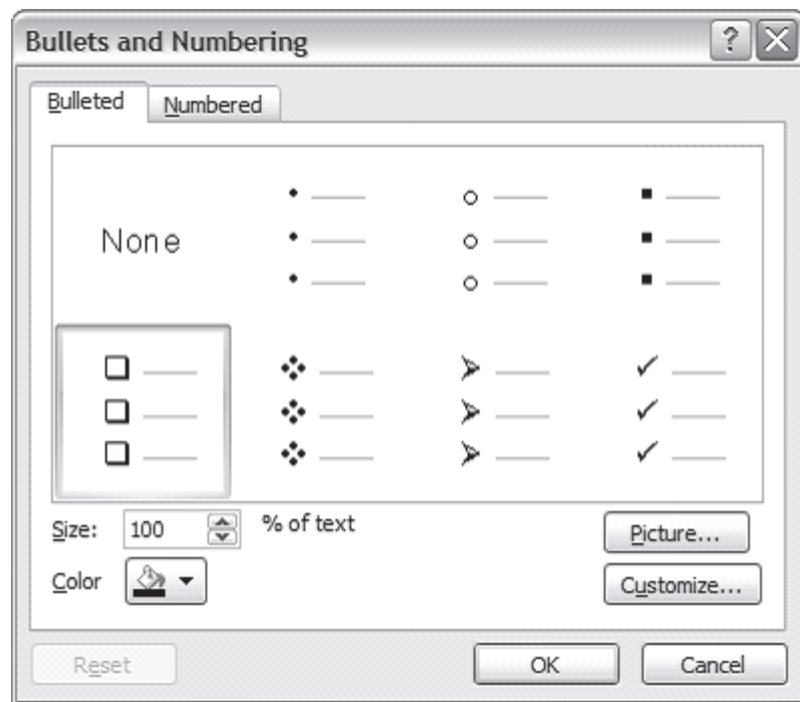 Bullets and Numbering
Bulleted
Numbered
None
Size:
100
% of text
Picture...
Color
Customize...
Reset
OK
Cancel